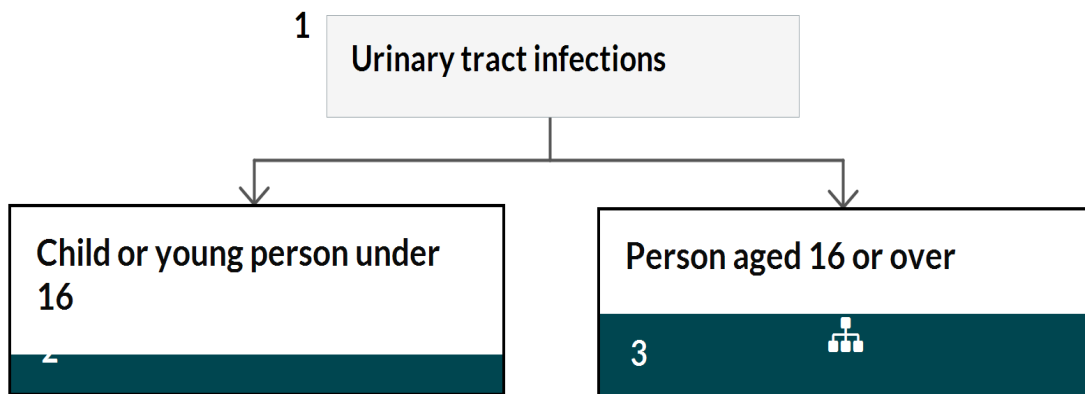 1
Urinary tract infections
Child or young person under
16
Person aged 16 or over
2
3